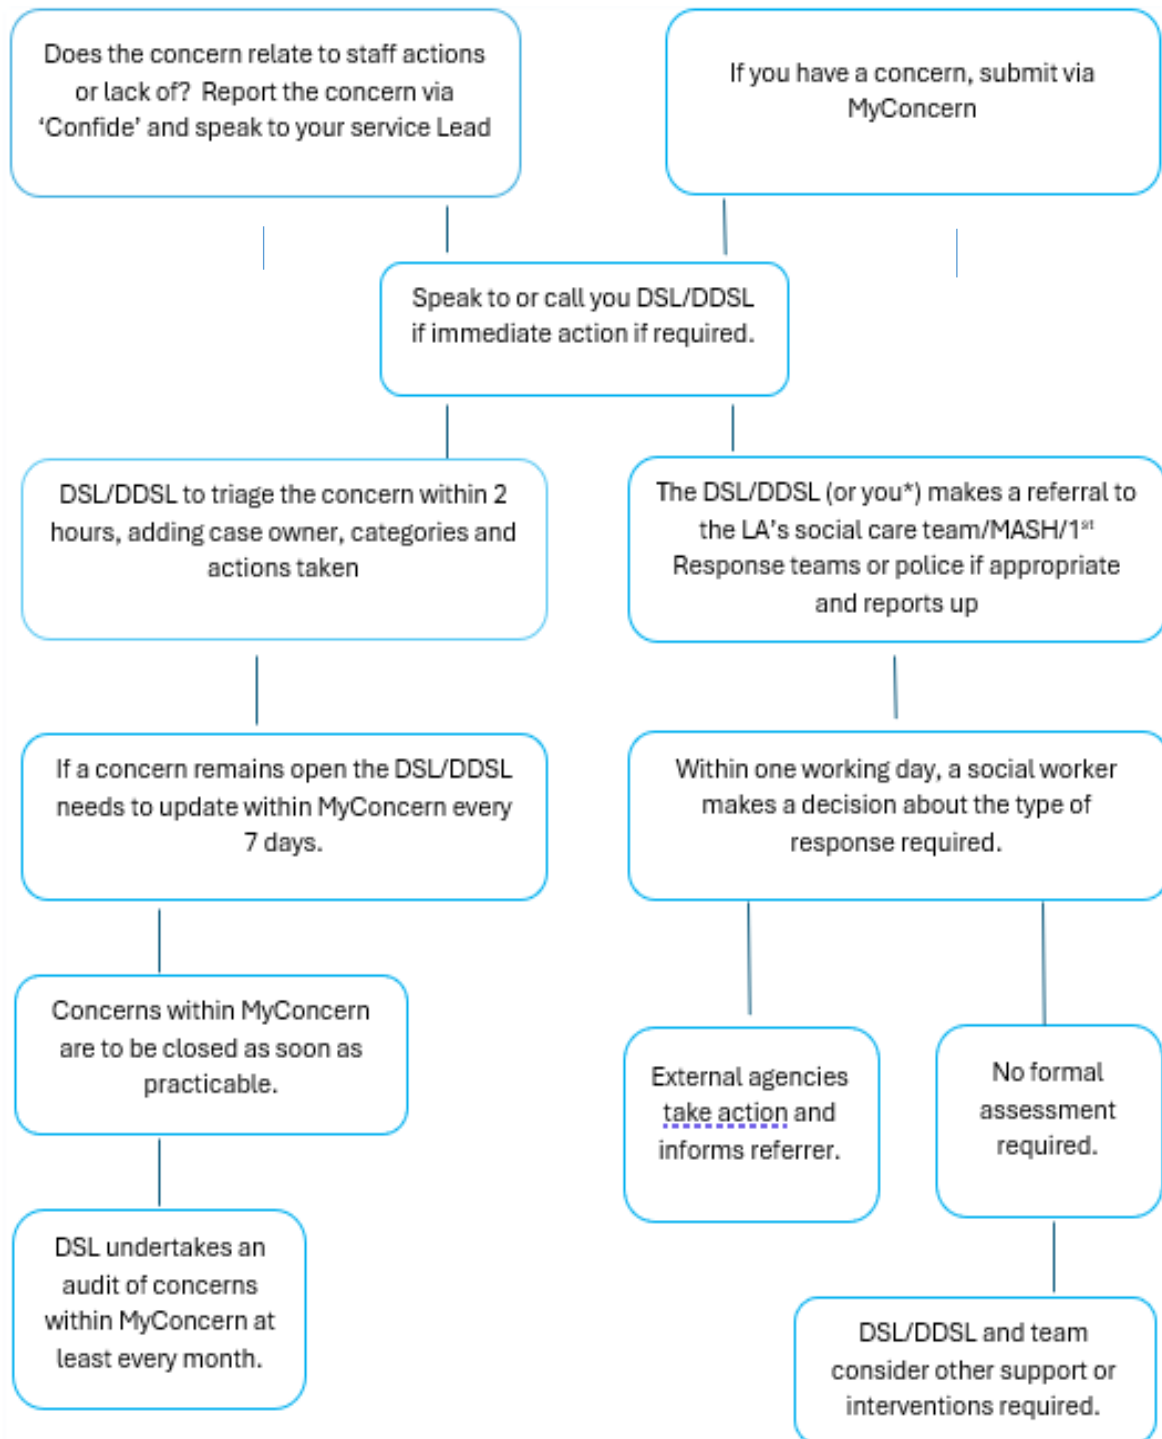 Does the concern relate to staff actions
or lack of? Report the concern via
‘Confide’ and speak to your service Lead
If you have a concern, submit via
MyConcern
Speak to or call you DSL/DDSL
if immediate action if required.
DSL/DDSL to triage the concern within 2
hours, adding case owner, categories and
actions taken
The DSL/DDSL (or you*) makes a referral to
the LA’s social care team/MASH/1st
Response teams or police if appropriate
and reports up
If a concern remains open the DSL/DDSL
needs to update within MyConcern every
7 days.
Within one working day, a social worker
makes a decision about the type of
response required.
Concerns within MyConcern
are to be closed as soon as
practicable.
External agencies
take action and
informs referrer.
No formal
assessment
required.
DSL undertakes an
audit of concerns
within MyConcern at
least every month.
DSL/DDSL and team
consider other support or
interventions required.